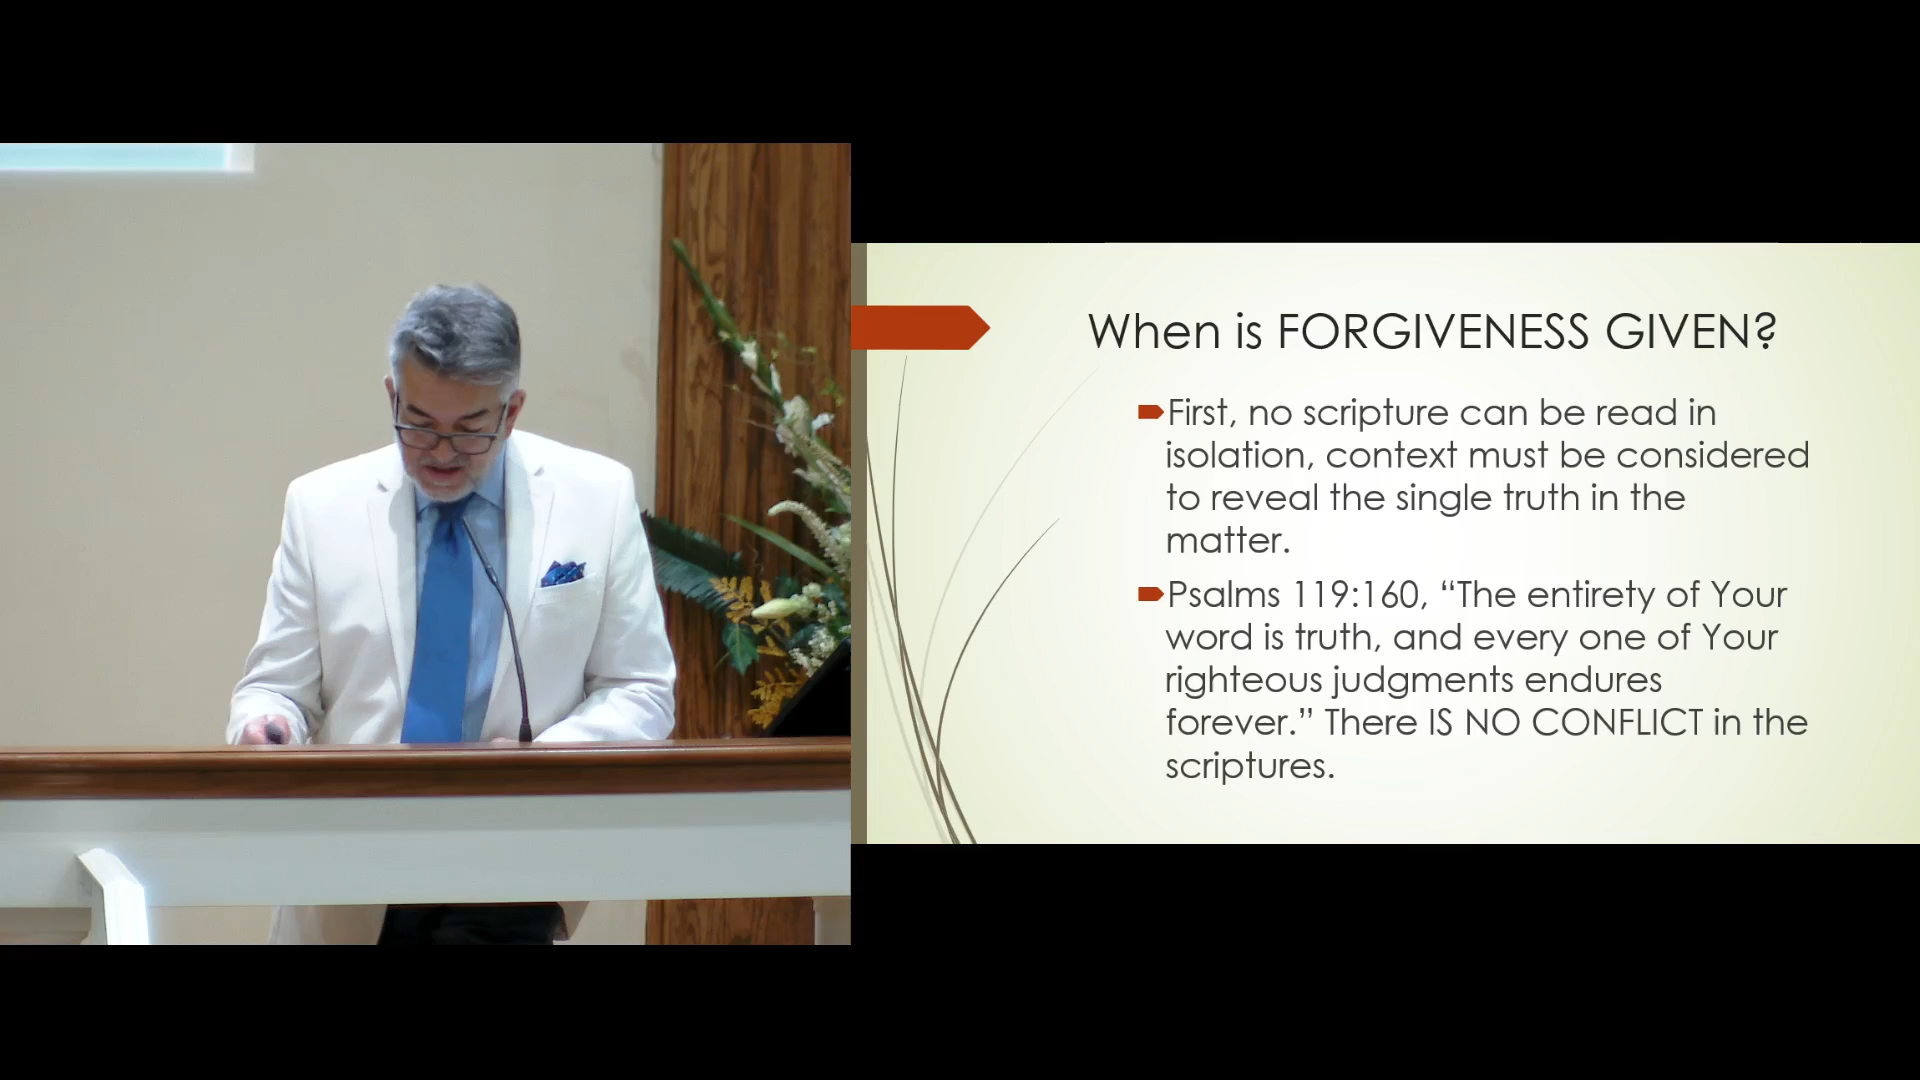 When is FORGIVENESS GIVEN?
First, no scripture can be read in
isolation, context must be considered
to reveal the single truth in the
matter.
Psalms 119:160, “The entirety of Your
word is truth, and every one of Your
righteous judgments endures
forever.” There IS NO CONFLICT in the
scriptures.